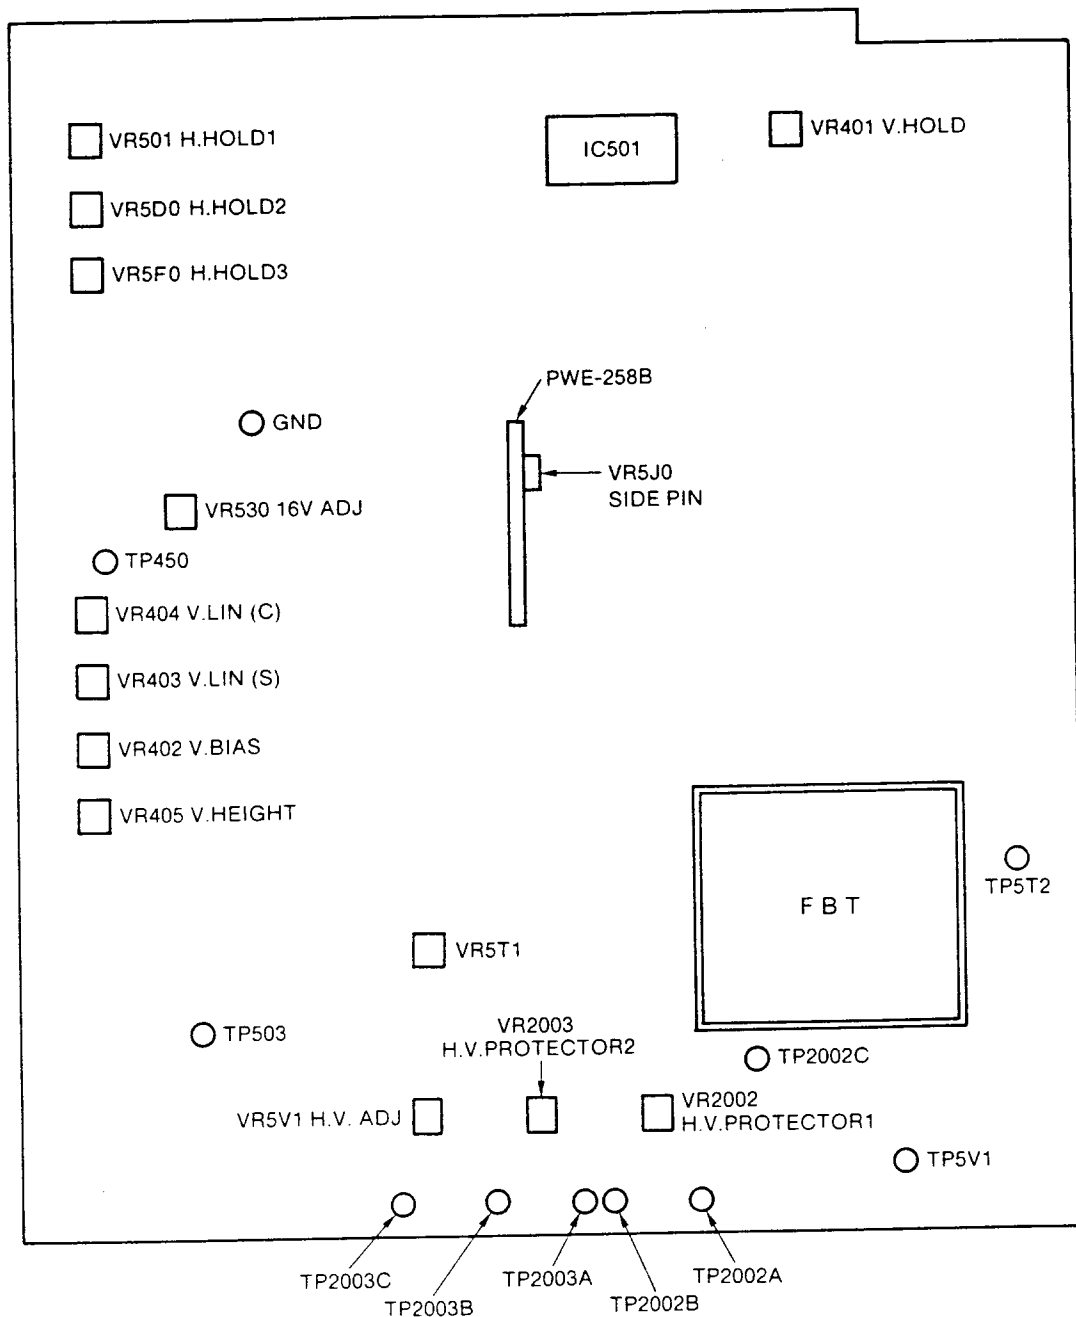 VR501 H.HOLD1
IC501
VR401 V.HOLD
VR5D0 H.HOLD2
VR5F0 H.HOLD3
PWE-258B
GND
VR5J0
SIDE PIN
VR530 16V ADJ
TP450
VR404 V.LIN (C)
VR403 V.LIN (S)
VR402 V.BIAS
VR405 V.HEIGHT
TP5T2
F B T
VR5T1
TP503
VR2003
H.V.PROTECTOR2
TP2002C
VR5V1 H.V. ADJ
VR2002
H.V.PROTECTOR1
TP5V1
TP2003C
TP2003B
TP2003A
TP2002B
TP2002A